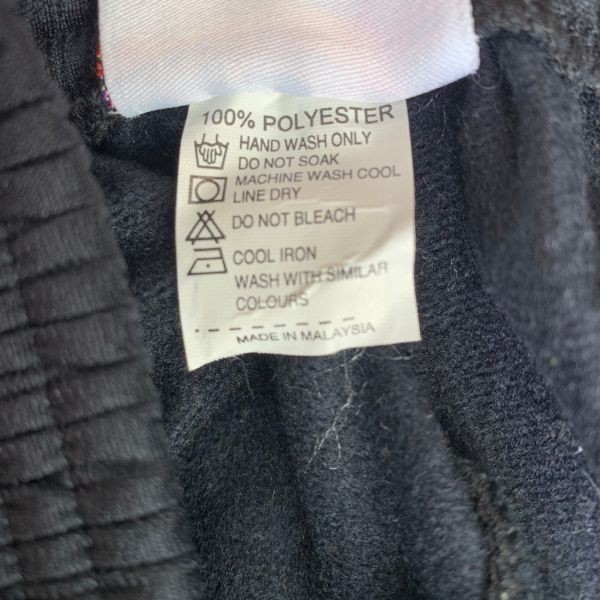 100% POLYESTER
HAND WASH ONLY
DO NOT SOAK
MACHINE WASH COOL
LINE DRY
DO NOT BLEACH
COOL IRON
WASH WITH SIMILAR
COLOURS
MADE IN MALAYSIA